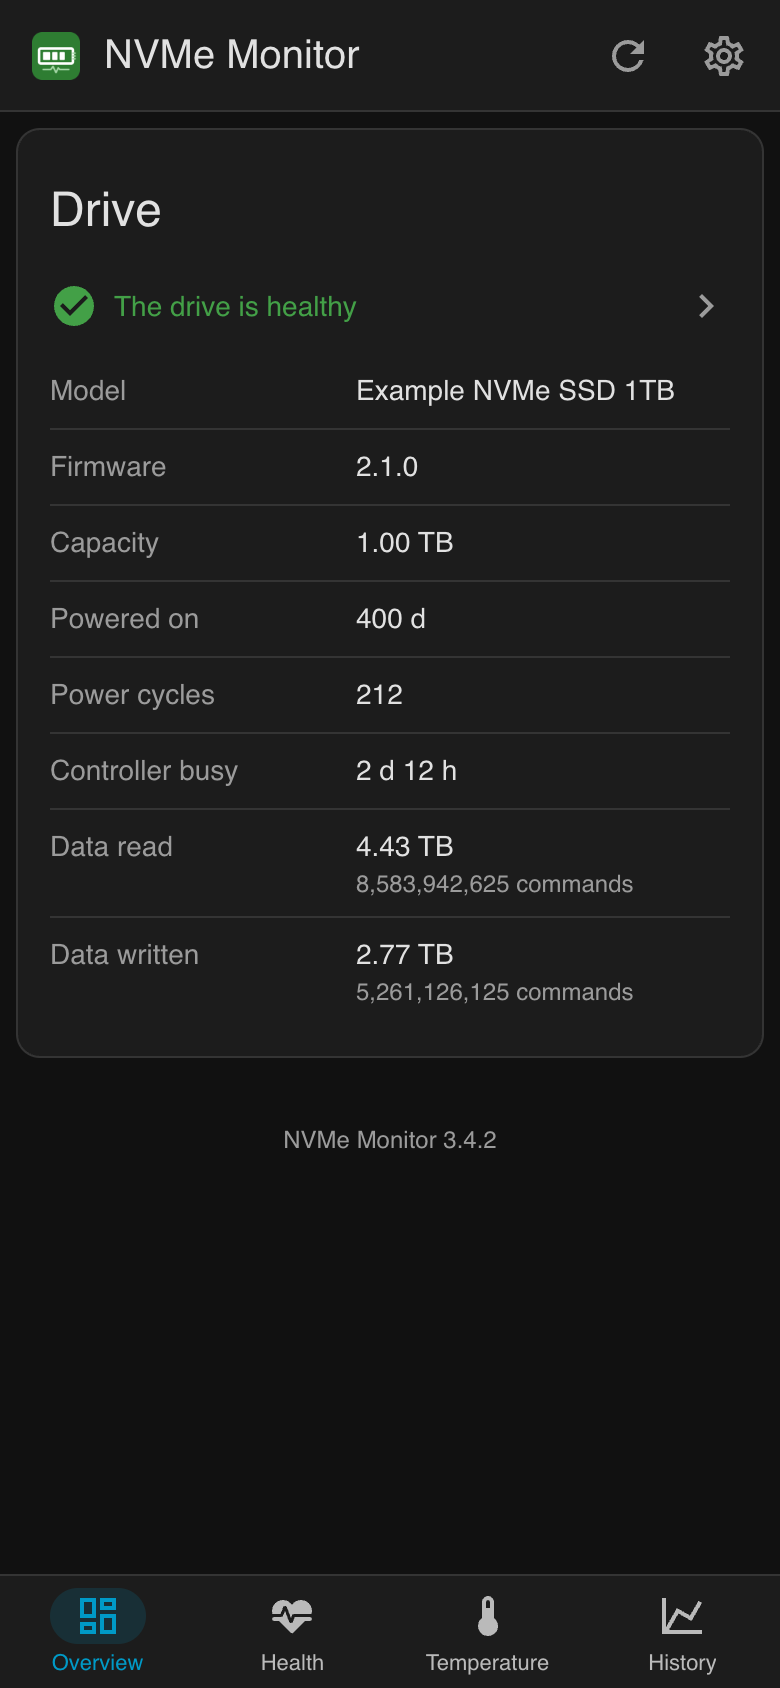 NVMe Monitor
Drive
The drive is healthy
Model Example NVMe SSD 1TB
Firmware 2.1.0
Capacity 1.00 TB
Powered on 400 d
Power cycles 212
Controller busy 2 d 12 h
Data read 4.43 TB
8,583,942,625 commands
Data written 2.77 TB
5,261,126,125 commands
NVMe Monitor 3.4.2
Overview Health Temperature History